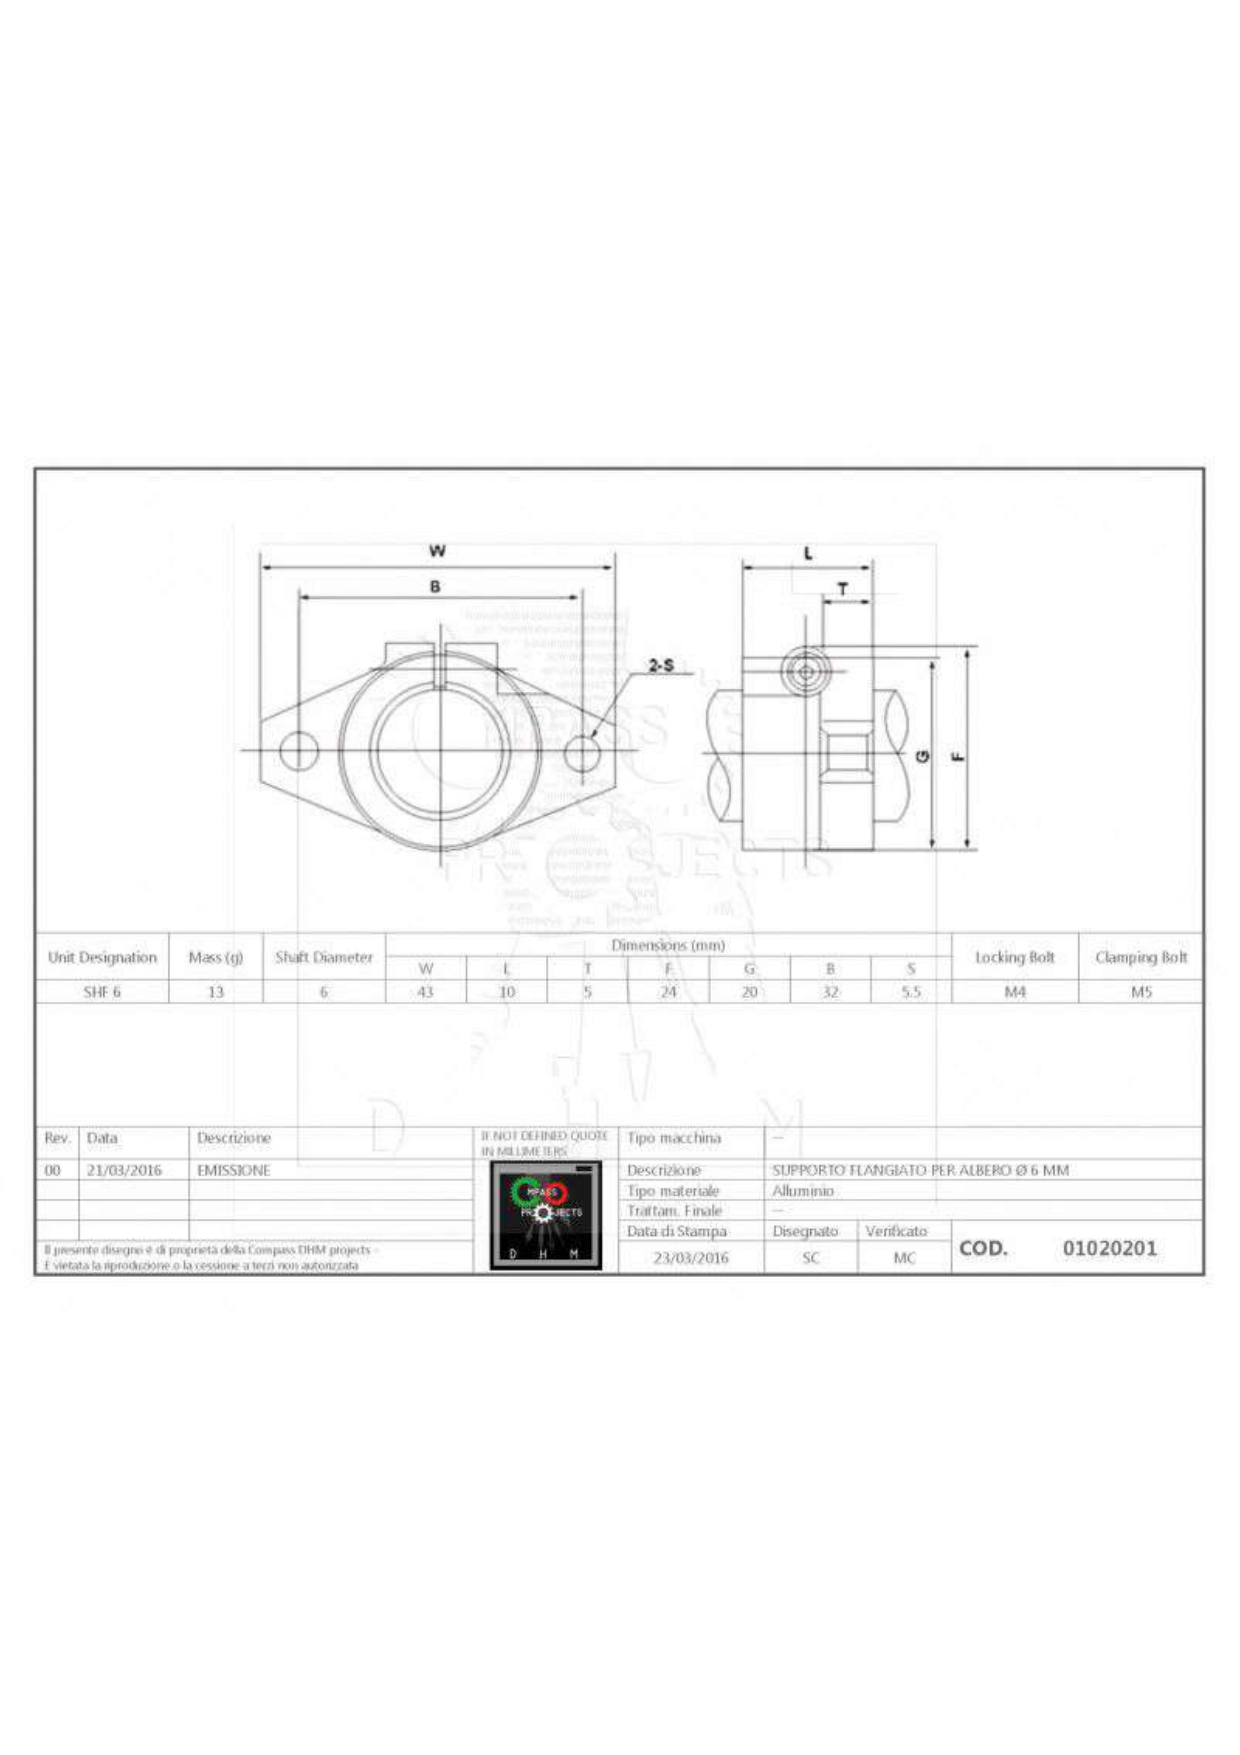 W
L
B
T
2-S
G
F
Unit Designation Mass (g) Shaft Diameter Dimensions (mm) Locking Bolt Clamping Bolt
W L T F G B S
SHF 6 13 6 43 10 5 24 20 32 5.5 M4 M5
D H M
Rev. Data Descrizione
00 21/03/2016 EMISSIONE
Il presente disegno è di proprietà della Compass DHM projects -
È vietata la riproduzione o la cessione a terzi non autorizzata
IF NOT DEFINED QUOTE
IN MILLIMETERS
MPASS
PR JECTS
D H M
Tipo macchina ---
Descrizione SUPPORTO FLANGIATO PER ALBERO Ø 6 MM
Tipo materiale Alluminio
Trattam. Finale ---
Data di Stampa Disegnato Verificato
23/03/2016 SC MC
COD. 01020201